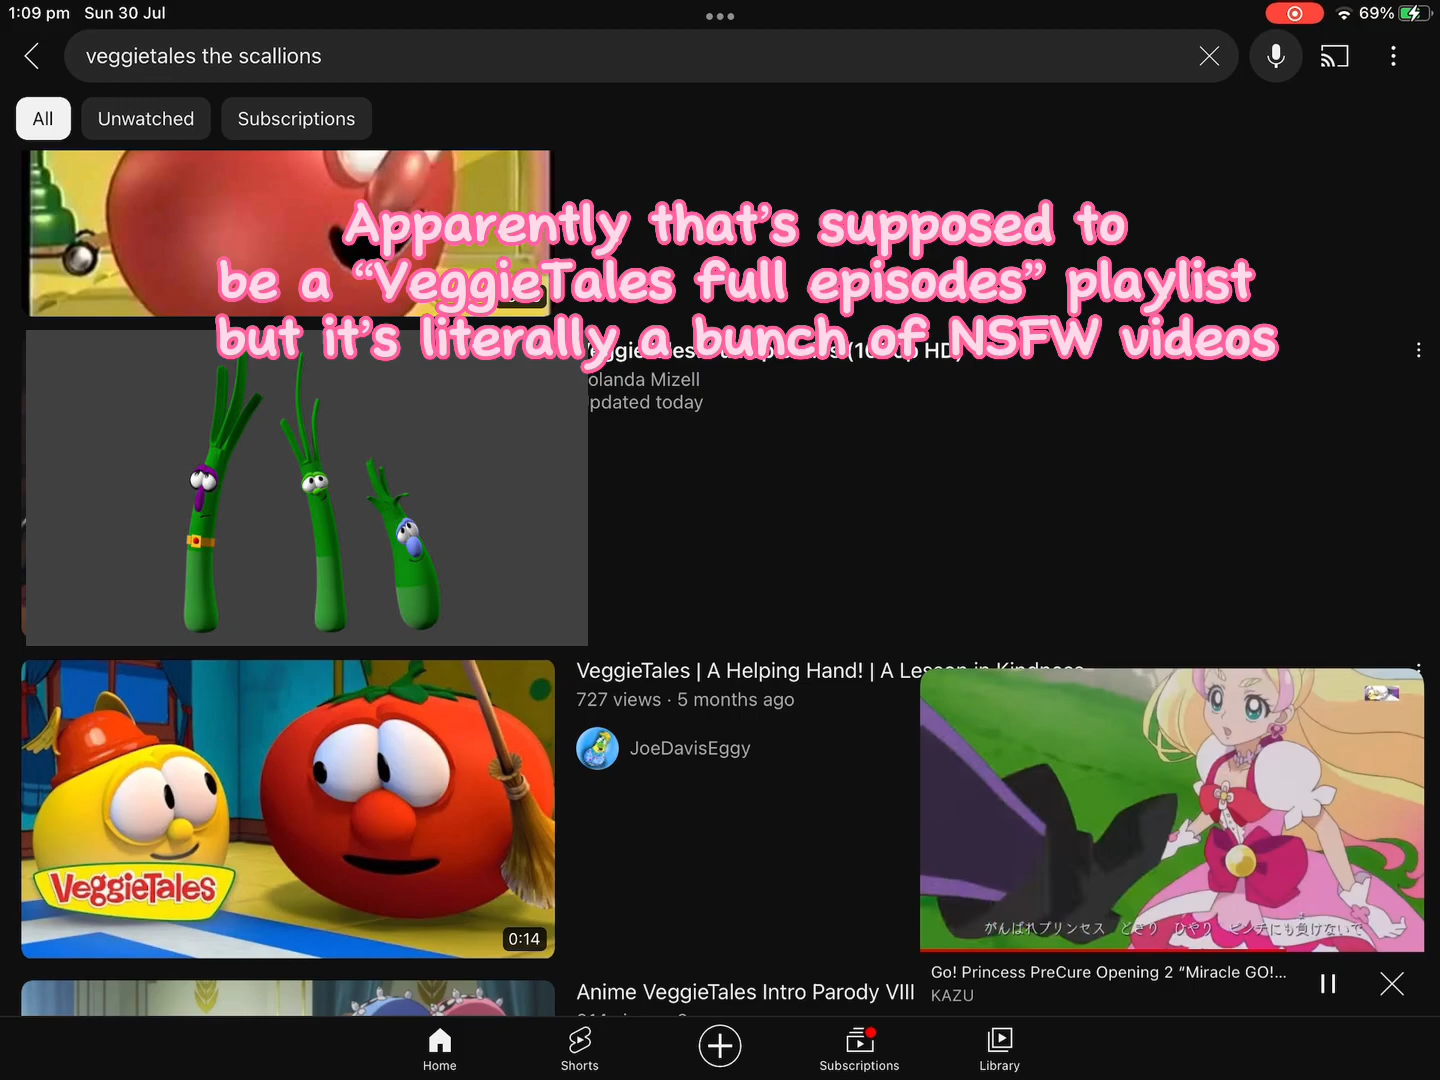 1:09 pm Sun 30 Jul
69%
veggietales the scallions
All
Unwatched
Subscriptions
Apparently that's supposed to
be a “VeggieTales full episodes” playlist
but it's literally a bunch of NSFW videos
(1080p HD)
olanda Mizell
pdated today
VeggieTales | A Helping Hand! | A Lesson in Kindness
727 views · 5 months ago
JoeDavisEggy
VeggieTales
0:14
がんばれプリンセス どきり ひやり ピンチにも負けないで
Go! Princess PreCure Opening 2 “Miracle GO!...
KAZU
Anime VeggieTales Intro Parody VIII
Home
Shorts
Subscriptions
Library